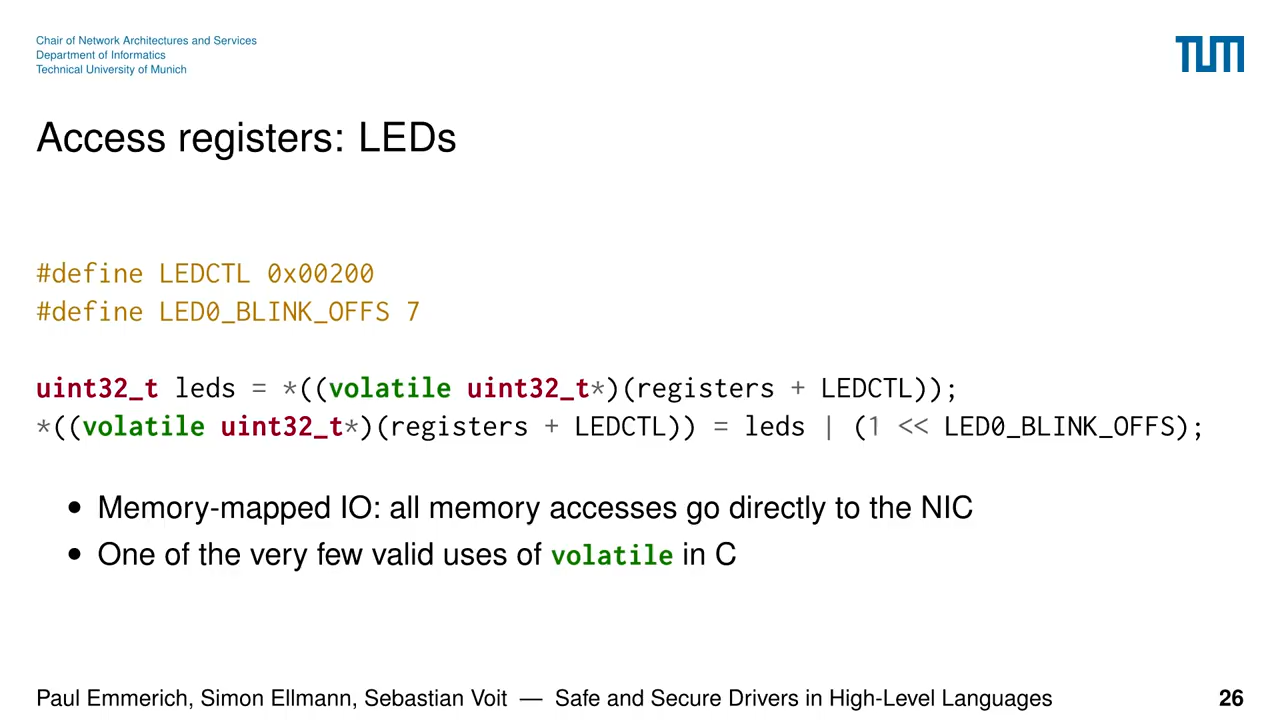 Chair of Network Architectures and Services
Department of Informatics
Technical University of Munich
TUM
Access registers: LEDs
#define LEDCTL 0x00200
#define LED0_BLINK_OFFS 7
uint32_t leds = *((volatile uint32_t*)(registers + LEDCTL));
*((volatile uint32_t*)(registers + LEDCTL)) = leds | (1 << LED0_BLINK_OFFS);
• Memory-mapped IO: all memory accesses go directly to the NIC
• One of the very few valid uses of volatile in C
Paul Emmerich, Simon Ellmann, Sebastian Voit — Safe and Secure Drivers in High-Level Languages 26